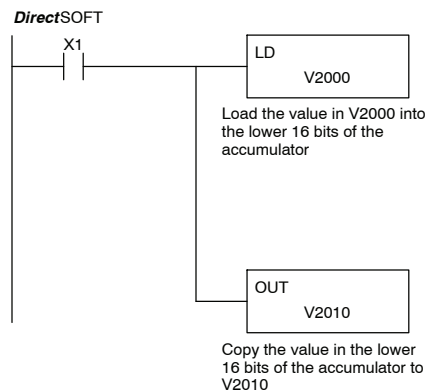 DirectSOFT
X1
LD
V2000
Load the value in V2000 into
the lower 16 bits of the
accumulator
OUT
V2010
Copy the value in the lower
16 bits of the accumulator to
V2010